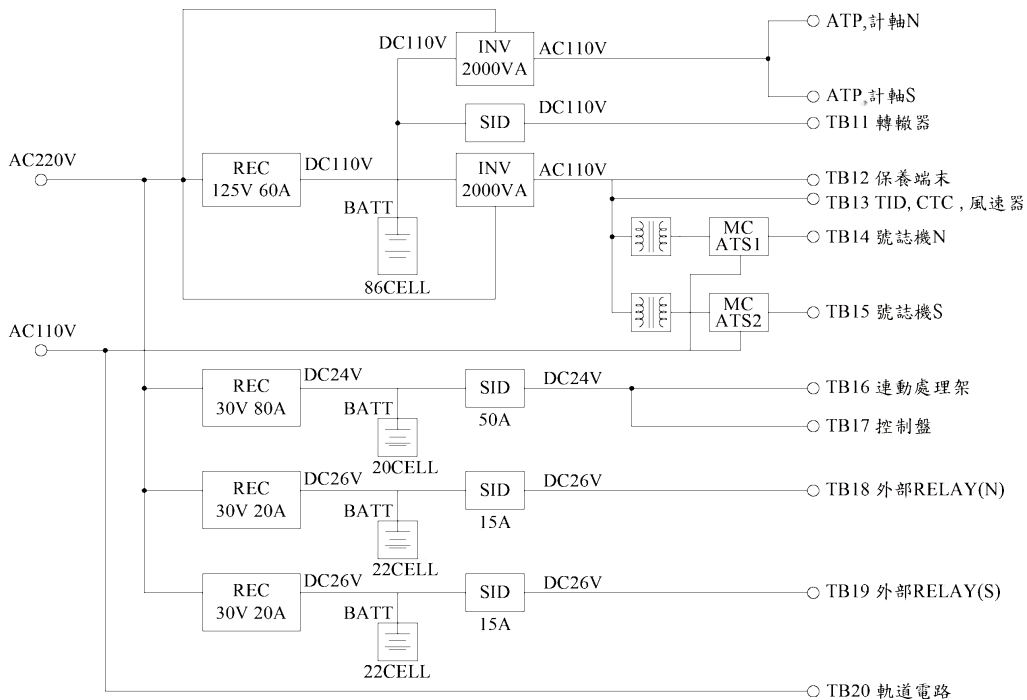 ATP,計軸N
DC110V
INV
2000VA
AC110V
ATP,計軸S
DC110V
SID
TB11 轉轍器
AC220V
REC
125V 60A
DC110V
INV
2000VA
AC110V
TB12 保養端末
TB13 TID, CTC , 風速器
BATT
86CELL
MC
ATS1
TB14 號誌機N
MC
ATS2
TB15 號誌機S
AC110V
REC
30V 80A
DC24V
BATT
20CELL
SID
50A
DC24V
TB16 連動處理架
TB17 控制盤
REC
30V 20A
DC26V
BATT
22CELL
SID
15A
DC26V
TB18 外部RELAY(N)
REC
30V 20A
DC26V
BATT
22CELL
SID
15A
DC26V
TB19 外部RELAY(S)
TB20 軌道電路